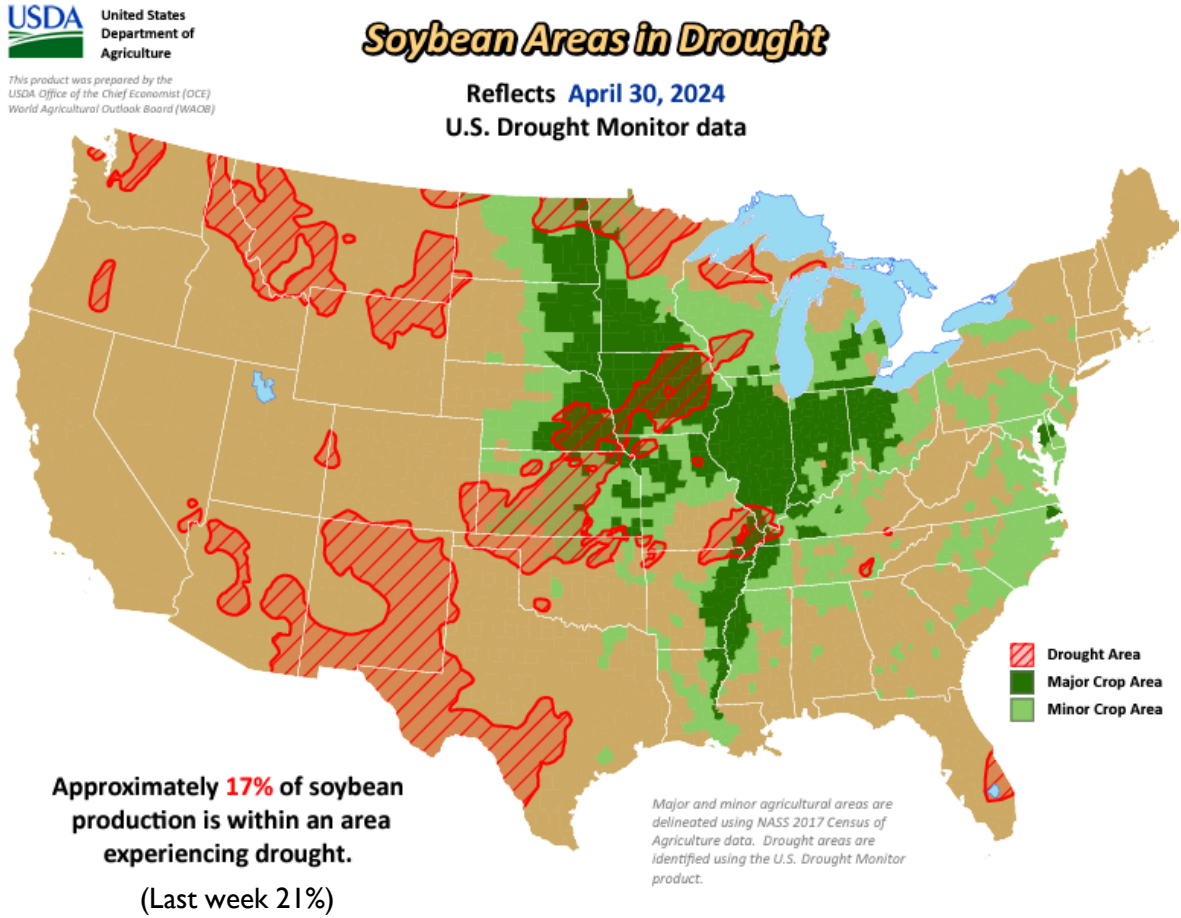 USDA
United States
Department of
Agriculture
This product was prepared by the
USDA Office of the Chief Economist (OCE)
World Agricultural Outlook Board (WAOB)
Soybean Areas in Drought
Reflects April 30, 2024
U.S. Drought Monitor data
Drought Area
Major Crop Area
Minor Crop Area
Approximately 17% of soybean
production is within an area
experiencing drought.
(Last week 21%)
Major and minor agricultural areas are
delineated using NASS 2017 Census of
Agriculture data. Drought areas are
identified using the U.S. Drought Monitor
product.